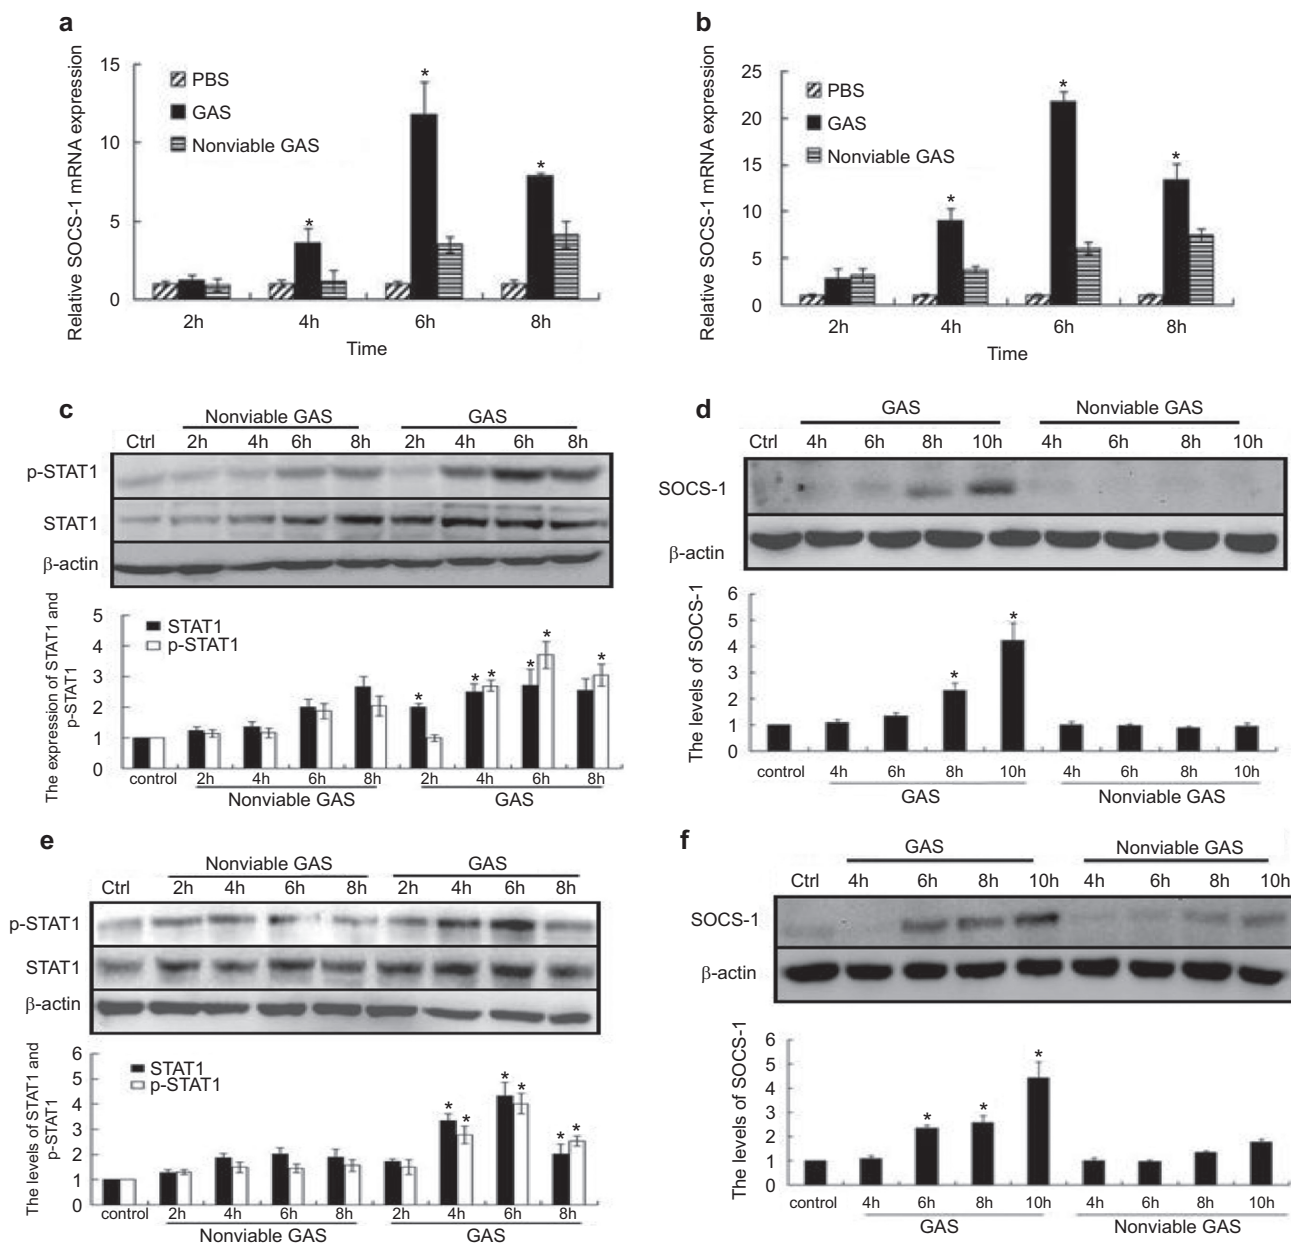 a
Relative SOCS-1 mRNA expression
15
10
5
0
PBS
GAS
Nonviable GAS
*
*
*
2h 4h 6h 8h
Time
b
Relative SOCS-1 mRNA expression
25
20
15
10
5
0
PBS
GAS
Nonviable GAS
*
*
*
2h 4h 6h 8h
Time
c
Nonviable GAS GAS
Ctrl 2h 4h 6h 8h 2h 4h 6h 8h
p-STAT1
STAT1
β-actin
The expression of STAT1 and
p-STAT1
5
4
3
2
1
0
STAT1
p-STAT1
* * * * * *
control 2h 4h 6h 8h 2h 4h 6h 8h
Nonviable GAS GAS
d
GAS Nonviable GAS
Ctrl 4h 6h 8h 10h 4h 6h 8h 10h
SOCS-1
β-actin
The levels of SOCS-1
6
5
4
3
2
1
0
* *
control 4h 6h 8h 10h 4h 6h 8h 10h
GAS Nonviable GAS
e
Nonviable GAS GAS
Ctrl 2h 4h 6h 8h 2h 4h 6h 8h
p-STAT1
STAT1
β-actin
The levels of STAT1 and
p-STAT1
6
5
4
3
2
1
0
STAT1
p-STAT1
* * * * * *
control 2h 4h 6h 8h 2h 4h 6h 8h
Nonviable GAS GAS
f
GAS Nonviable GAS
Ctrl 4h 6h 8h 10h 4h 6h 8h 10h
SOCS-1
β-actin
The levels of SOCS-1
6
5
4
3
2
1
0
* * *
control 4h 6h 8h 10h 4h 6h 8h 10h
GAS Nonviable GAS